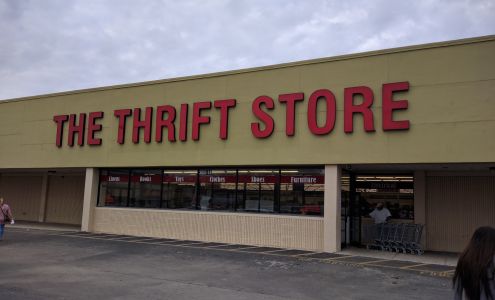 THE THRIFT STORE
Linens Books Toys Clothes Shoes Furniture